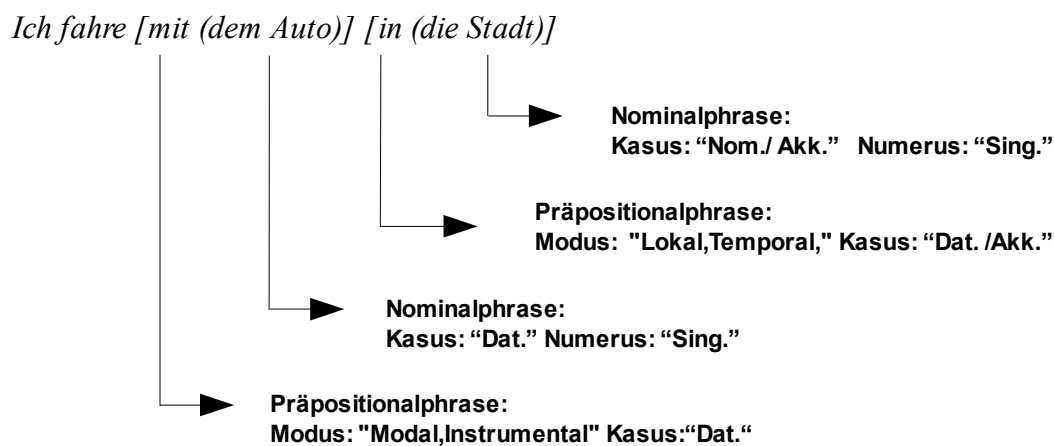 Ich fahre [mit (dem Auto)] [in (die Stadt)]
Nominalphrase:
Kasus: “Nom./ Akk.” Numerus: “Sing.”
Präpositionalphrase:
Modus: "Lokal,Temporal," Kasus: “Dat. /Akk.”
Nominalphrase:
Kasus: “Dat.” Numerus: “Sing.”
Präpositionalphrase:
Modus: "Modal,Instrumental" Kasus:“Dat.“